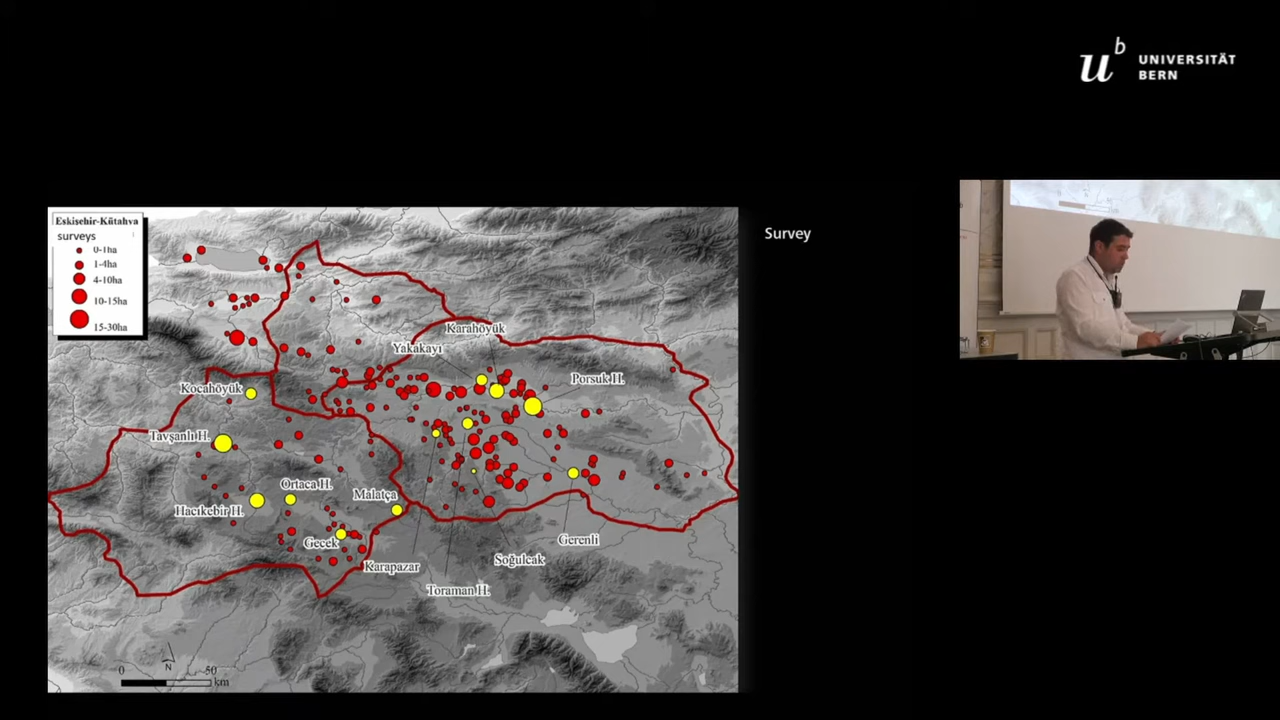 u^b
UNIVERSITÄT
BERN
Survey
Eskişehir-Kütahya
surveys
0-1ha
1-4ha
4-10ha
10-15ha
15-30ha
Karahöyük
Yakakayı
Porsuk H.
Kocahöyük
Tavşanlı H.
Ortaca H.
Malatça
Hacıkebir H.
Gecek
Gerenli
Soğulcak
Karapazar
Toraman H.
N
0
50
km